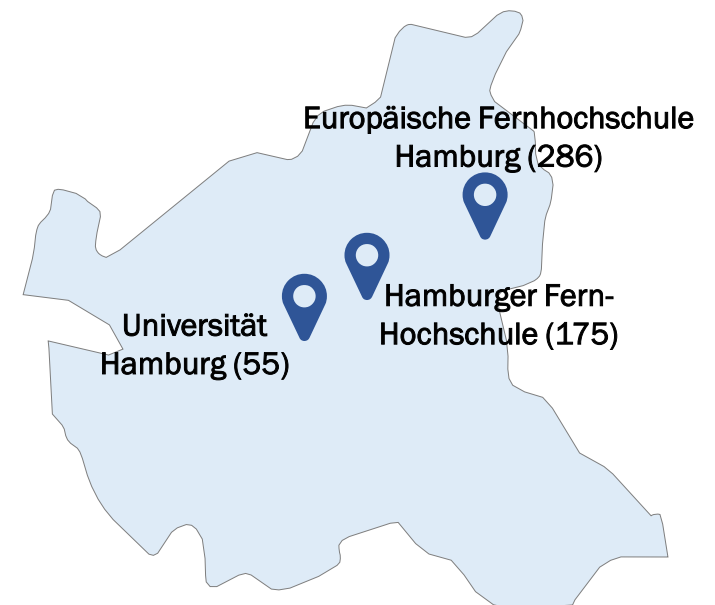 Europäische Fernhochschule
Hamburg (286)
Hamburger Fern-
Hochschule (175)
Universität
Hamburg (55)